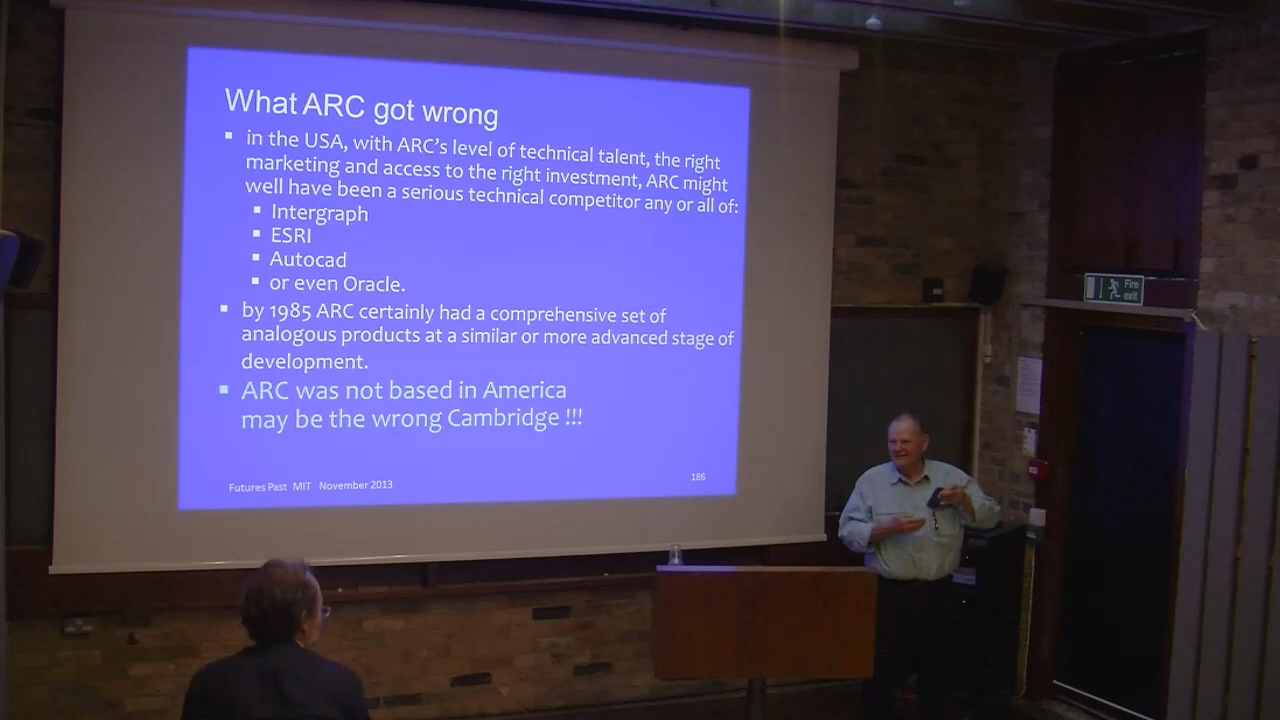 What ARC got wrong
▪ in the USA, with ARC's level of technical talent, the right
marketing and access to the right investment, ARC might
well have been a serious technical competitor any or all of:
▪ Intergraph
▪ ESRI
▪ Autocad
▪ or even Oracle.
▪ by 1985 ARC certainly had a comprehensive set of
analogous products at a similar or more advanced stage of
development.
▪ ARC was not based in America
may be the wrong Cambridge !!!
Futures Past MIT November 2013
186
Fire
exit